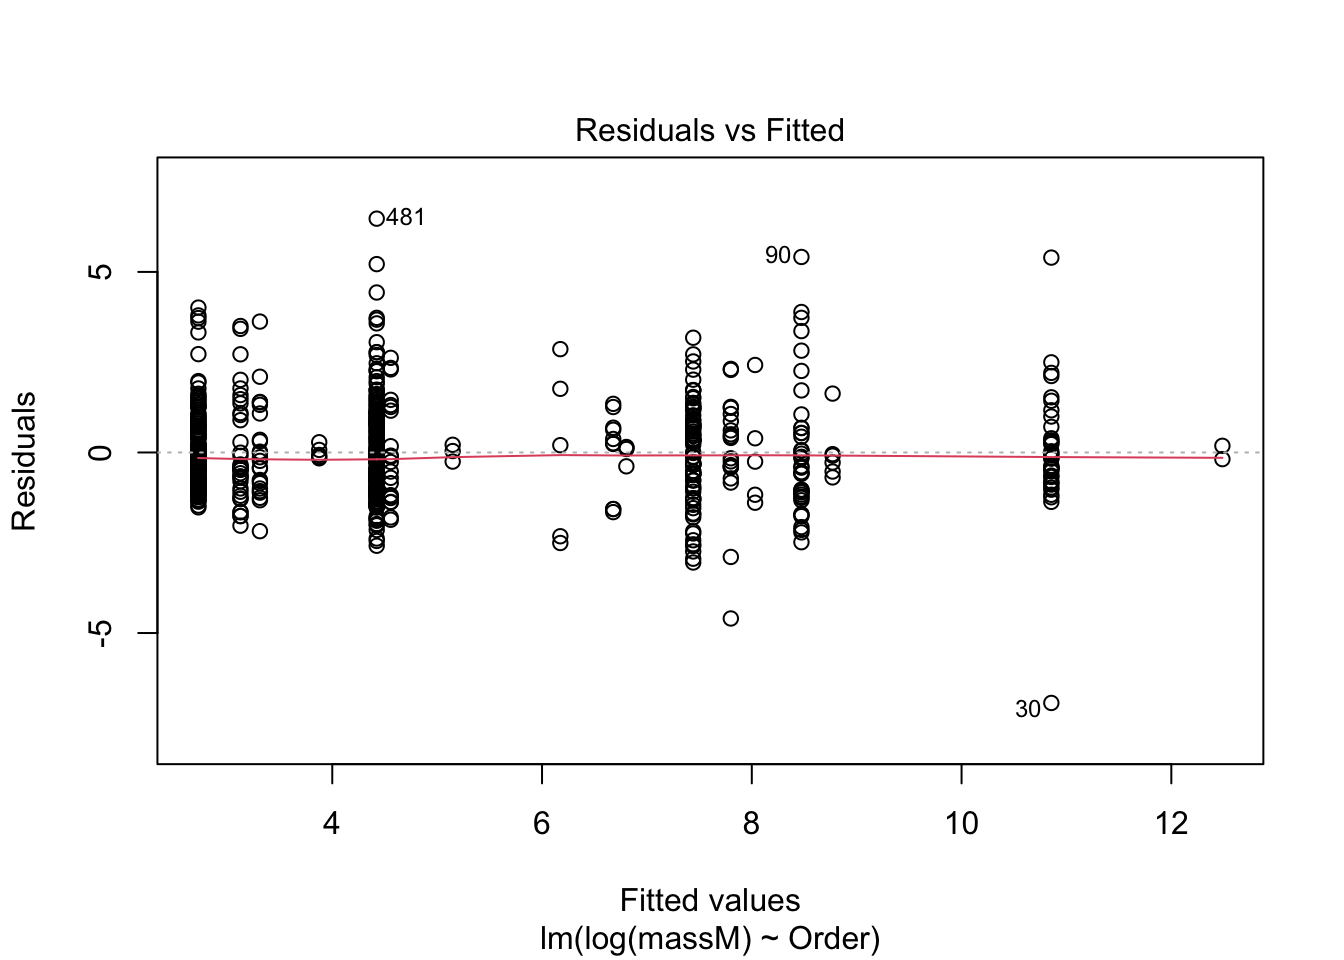 Residuals vs Fitted
481
90
30
Residuals
5
0
-5
4 6 8 10 12
Fitted values
lm(log(massM) ~ Order)